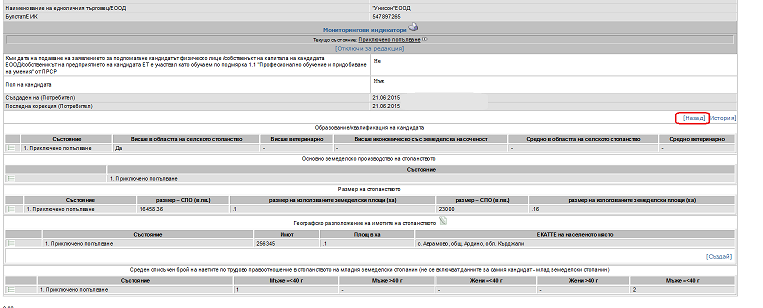 Наименование на едноличния търговец/ЕООД "Унисон"ЕООД
Булстат/ЕИК 547897265
Мониторингови индикатори
Текущо състояние: Приключено попълване
[Отключи за редакция]
Към дата на подаване на заявлението за подпомагане кандидатът-физическо лице /собственикът на капитала на кандидата
ЕООД/собственикът на предприятието на кандидата ЕТ е участвал като обучаем по подмярка 1.1 "Професионално обучение и придобиване
на умения" от ПРСР
Не
Пол на кандидата Мъж
Създаден на (Потребител) 21.06.2015
Последна корекция (Потребител) 21.06.2015
[Назад] [История]
Образование/квалификация на кандидата
Състояние Висше в областта на селското стопанство Висше ветеринарно Висше икономическо със земеделска насоченост Средно в областта на селското стопанство Средно ветеринарно
1. Приключено попълване Да - - - -
Основно земеделско производство на стопанството
Състояние
1. Приключено попълване
Размер на стопанството
Състояние размер – СПО (в лв.) размер на използваните земеделски площи (ха) размер – СПО (в лв.) размер на използваните земеделски площи (ха)
1. Приключено попълване 16458.36 .1 23000 .16
Географско разположение на имотите на стопанството
Състояние Имот Площ в ха ЕКАТТЕ на населеното място
1. Приключено попълване 256345 .1 с. Аврамово, общ. Ардино, обл. Кърджали
[Създай]
Среден списъчен брой на наетите по трудово правоотношение в стопанството на младия земеделски стопанин (не се включват данните за самия кандидат - млад земеделски стопанин)
Състояние Мъже =<40 г Мъже >40 г Жени =<40 г Жени >40 г Мъже =<40 г
1. Приключено попълване 1 - - - 2